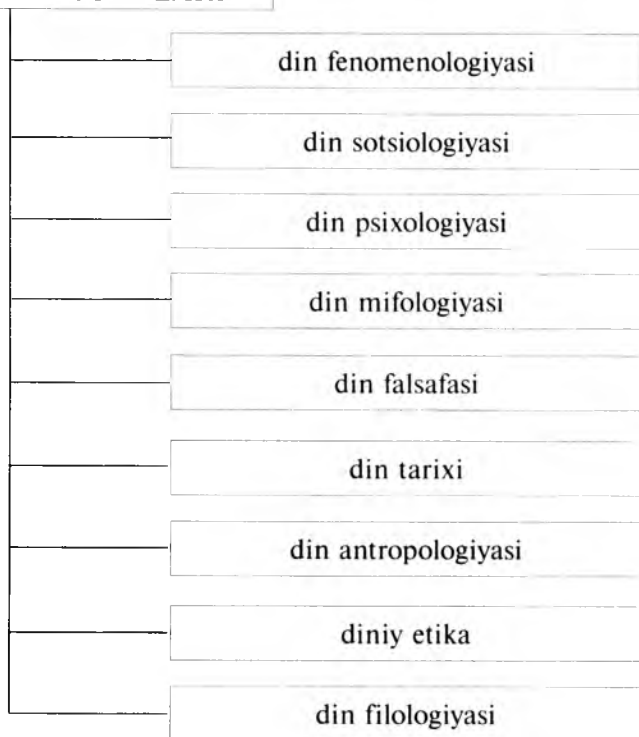 din fenomenologiyasi
din sotsiologiyasi
din psixologiyasi
din mifologiyasi
din falsafasi
din tarixi
din antropologiyasi
diniy etika
din filologiyasi